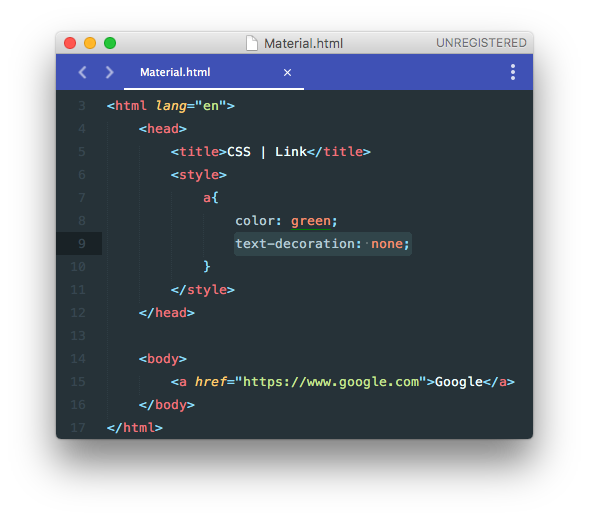 Material.html
UNREGISTERED
Material.html
3 <html lang="en">
4 <head>
5 <title>CSS | Link</title>
6 <style>
7 a{
8 color: green;
9 text-decoration: none;
10 }
11 </style>
12 </head>
13
14 <body>
15 <a href="https://www.google.com">Google</a>
16 </body>
17 </html>